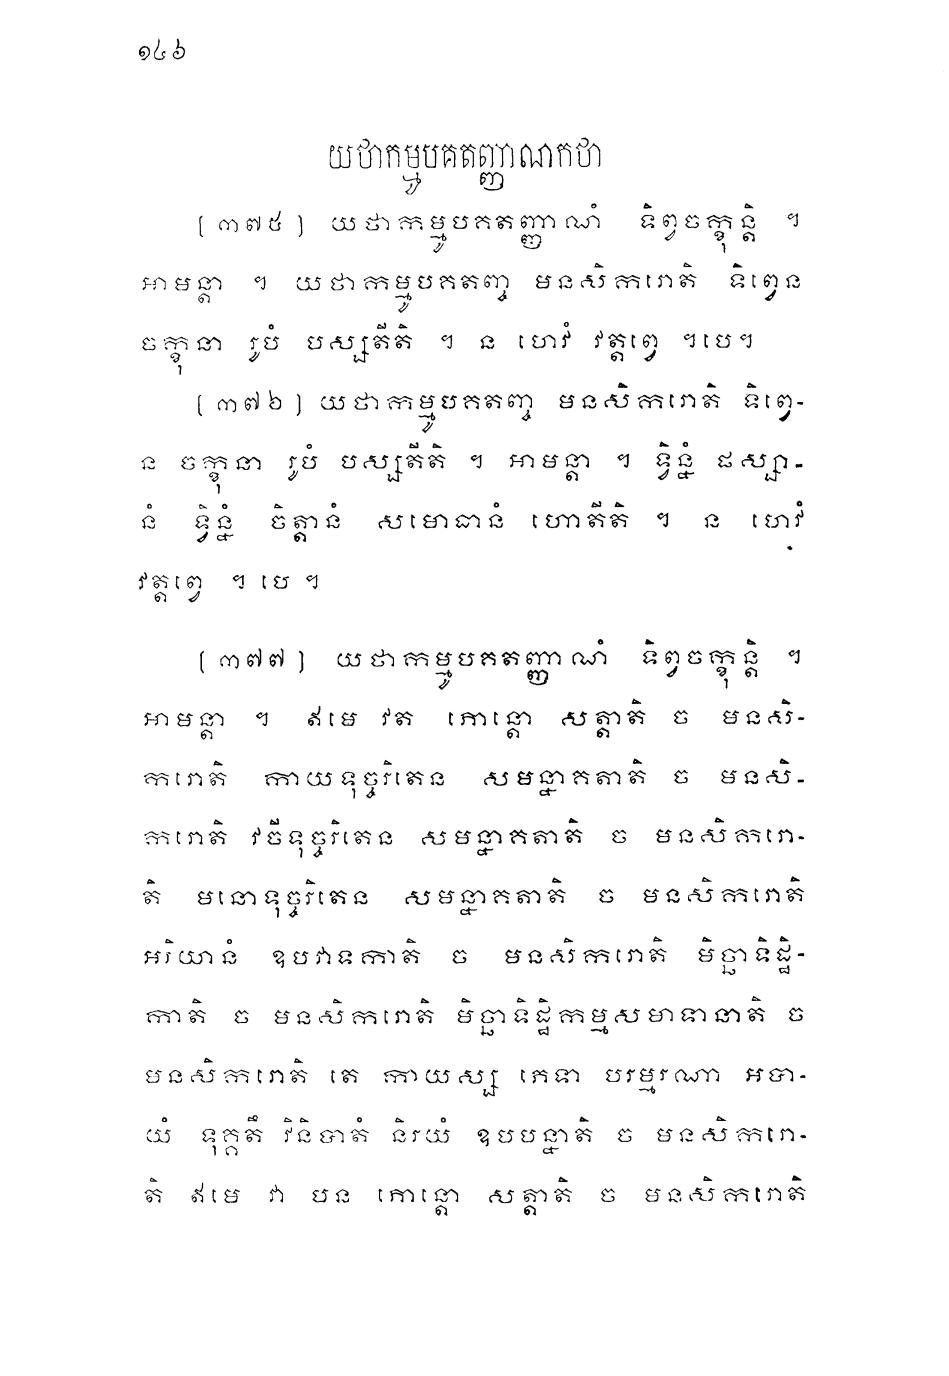 ១៤៦
យថាកម្មូបគតញ្ញាណកថា
[៣៧៥] យថាកម្មូបគតញ្ញាណំ ទិព្វចក្ខុន្តិ ។
អាមន្តា ។ យថាកម្មូបគតញ្ច មនសិករោតិ ទិព្វេន
ចក្ខុនា រូបំ បស្សតីតិ ។ ន ហេវំ វត្តព្វេ ។បេ។
[៣៧៦] យថាកម្មូបគតញ្ច មនសិករោតិ ទិព្វេ-
ន ចក្ខុនា រូបំ បស្សតីតិ ។ អាមន្តា ។ ទ្វិន្នំ ផស្សា-
នំ ទ្វិន្នំ ចិត្តានំ សមោធានំ ហោតីតិ ។ ន ហេវំ
វត្តព្វេ ។ បេ ។
[៣៧៧] យថាកម្មូបគតញ្ញាណំ ទិព្វចក្ខុន្តិ ។
អាមន្តា ។ ឥមេ វត ភោន្តោ សត្តាតិ ច មនសិ-
ករោតិ កាយទុច្ចរិតេន សមន្នាគតាតិ ច មនសិ-
ករោតិ វចីទុច្ចរិតេន សមន្នាគតាតិ ច មនសិករោ-
តិ មនោទុច្ចរិតេន សមន្នាគតាតិ ច មនសិករោតិ
អរិយានំ ឧបវាទកាតិ ច មនសិករោតិ មិច្ឆាទិដ្ឋិ-
កាតិ ច មនសិករោតិ មិច្ឆាទិដ្ឋិកម្មសមាទានាតិ ច
មនសិករោតិ តេ កាយស្ស ភេទា បរម្មរណា អបា-
យំ ទុគ្គតឹ វិនិបាតំ និរយំ ឧបបន្នាតិ ច មនសិករោ-
តិ ឥមេ វា បន ភោន្តោ សត្តាតិ ច មនសិករោតិ